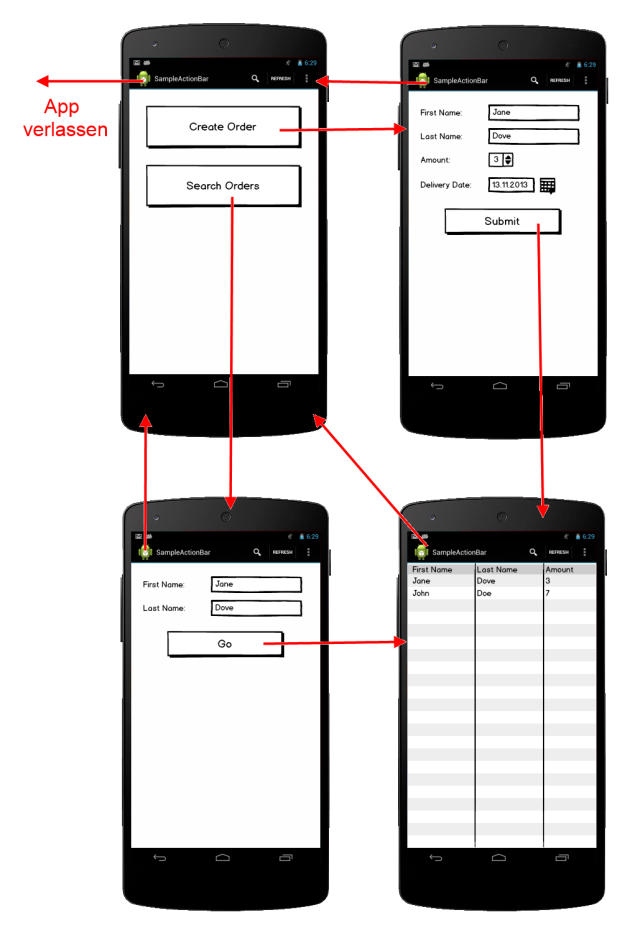 6:29
SampleActionBar REFRESH
App
verlassen
Create Order
Search Orders
6:29
SampleActionBar REFRESH
First Name: Jane
Last Name: Dove
Amount: 3
Delivery Date: 13.11.2013
Submit
6:29
SampleActionBar REFRESH
First Name: Jane
Last Name: Dove
Go
6:29
SampleActionBar REFRESH
First Name Last Name Amount
Jane Dove 3
John Doe 7